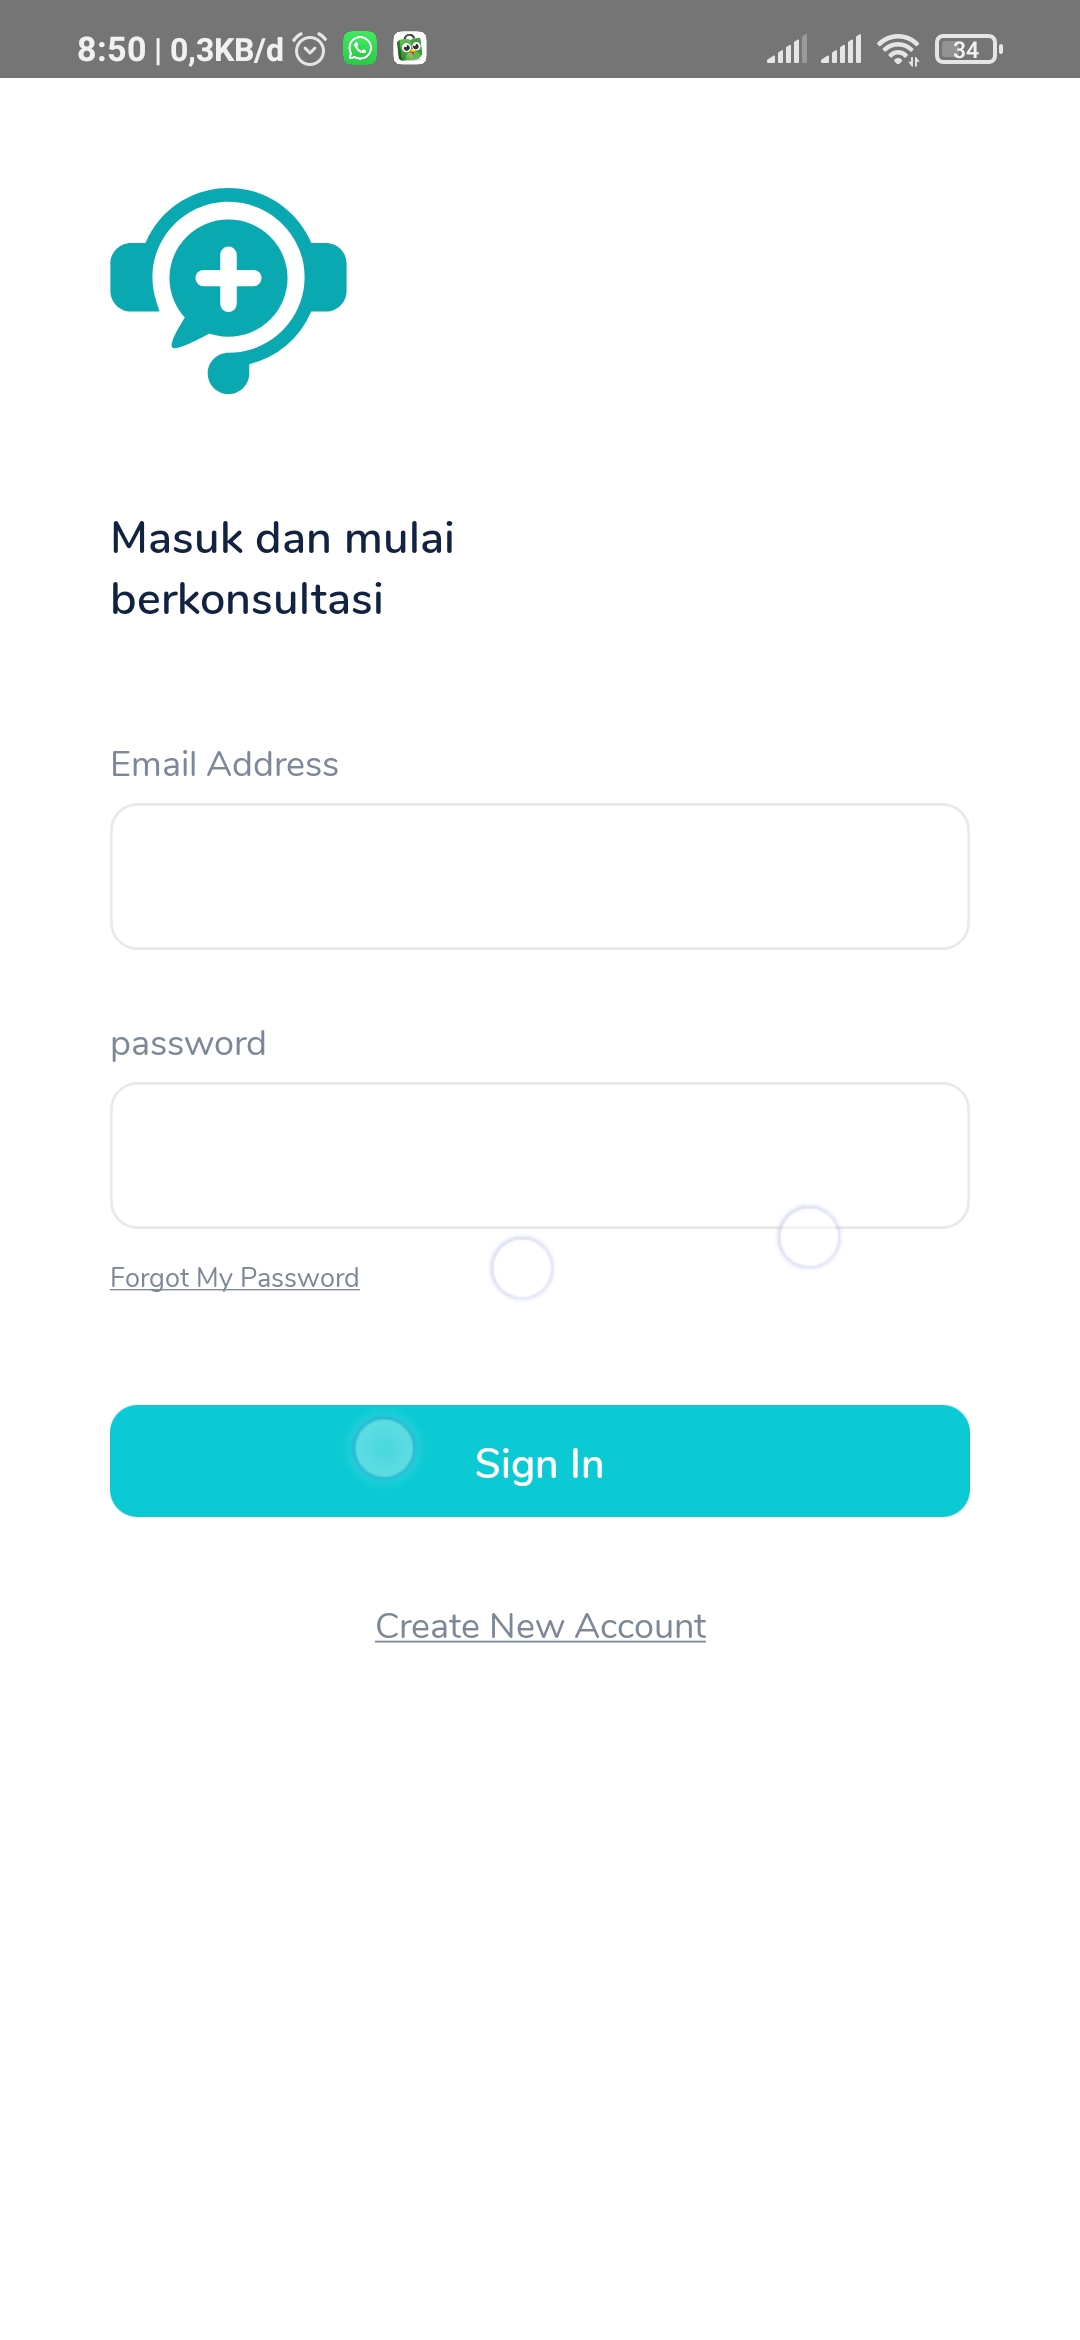 8:50 | 0,3KB/d
34
Masuk dan mulai
berkonsultasi
Email Address
password
Forgot My Password
Sign In
Create New Account